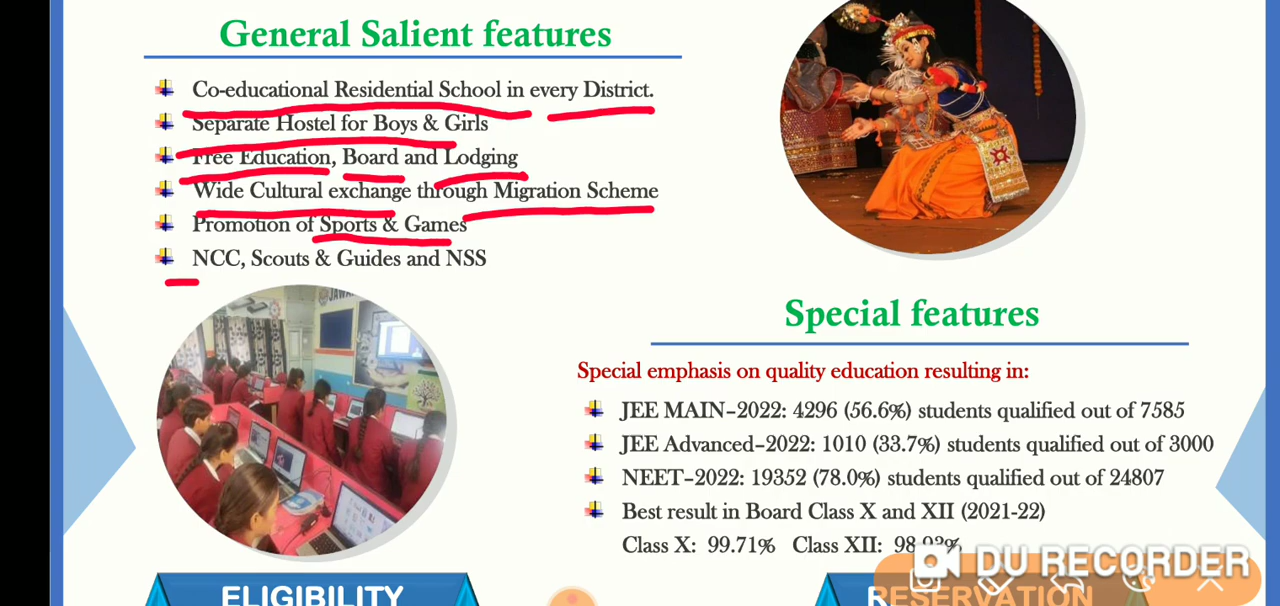 General Salient features
Co-educational Residential School in every District.
Separate Hostel for Boys & Girls
Free Education, Board and Lodging
Wide Cultural exchange through Migration Scheme
Promotion of Sports & Games
NCC, Scouts & Guides and NSS
Special features
Special emphasis on quality education resulting in:
JEE MAIN-2022: 4296 (56.6%) students qualified out of 7585
JEE Advanced-2022: 1010 (33.7%) students qualified out of 3000
NEET-2022: 19352 (78.0%) students qualified out of 24807
Best result in Board Class X and XII (2021-22)
Class X: 99.71% Class XII:
DU RECORDER
ELIGIBILITY
RESERVATION